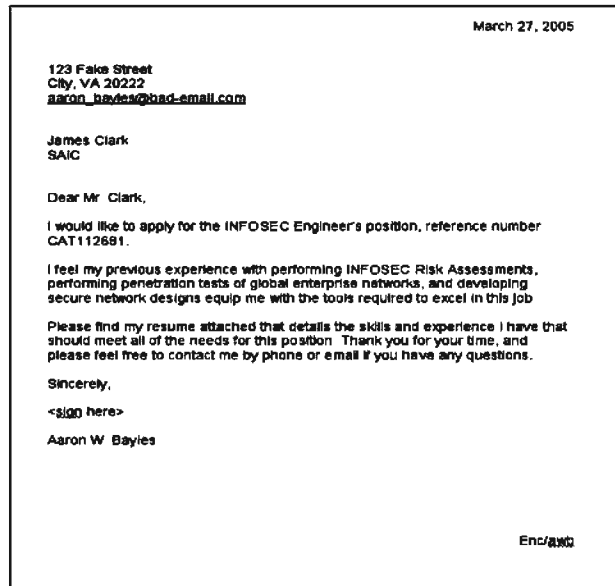 March 27, 2005
123 Fake Street
City, VA 20222
aaron_bayles@bad-email.com
James Clark
SAIC
Dear Mr Clark,
I would like to apply for the INFOSEC Engineer's position, reference number
CAT112691.
I feel my previous experience with performing INFOSEC Risk Assessments,
performing penetration tests of global enterprise networks, and developing
secure network designs equip me with the tools required to excel in this job
Please find my resume attached that details the skills and experience I have that
should meet all of the needs for this position Thank you for your time, and
please feel free to contact me by phone or email if you have any questions.
Sincerely,
<sign here>
Aaron W Bayles
Enc/awb